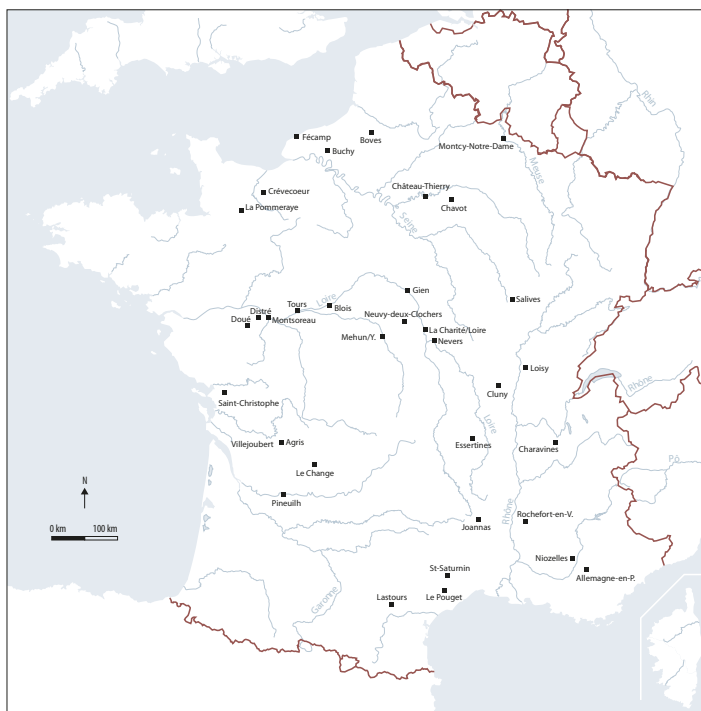 Rhin
Fécamp
Boves
Buchy
Montcy-Notre-Dame
Meuse
Château-Thierry
Crévecoeur
Chavot
La Pommeraye
Seine
Gien
Salives
Loire
Tours
Blois
Distré
Neuvy-deux-Clochers
Montsoreau
Doué
La Charité/Loire
Mehun/Y.
Nevers
Loisy
Rhône
Cluny
Saint-Christophe
Loire
Villejoubert
Agris
Essertines
Charavines
Pô
Le Change
N
Pineuilh
Rhône
Rochefort-en-V.
0 km
100 km
Joannas
Niozelles
St-Saturnin
Allemagne-en-P.
Garonne
Lastours
Le Pouget